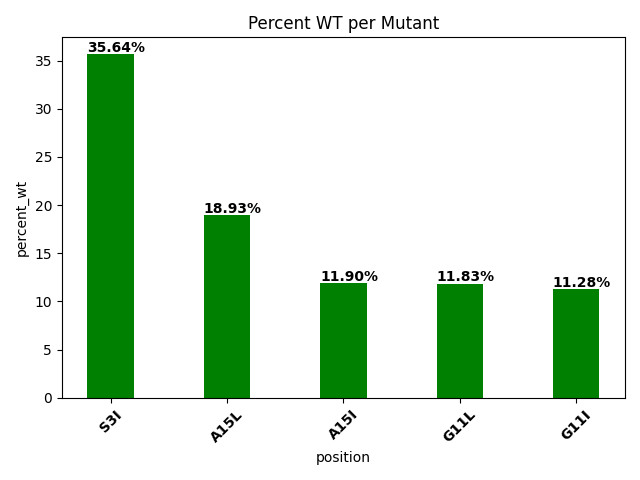 Percent WT per Mutant
percent_wt
35
30
25
20
15
10
5
0
35.64%
18.93%
11.90%
11.83%
11.28%
S3I
A15L
A15I
G11L
G11I
position